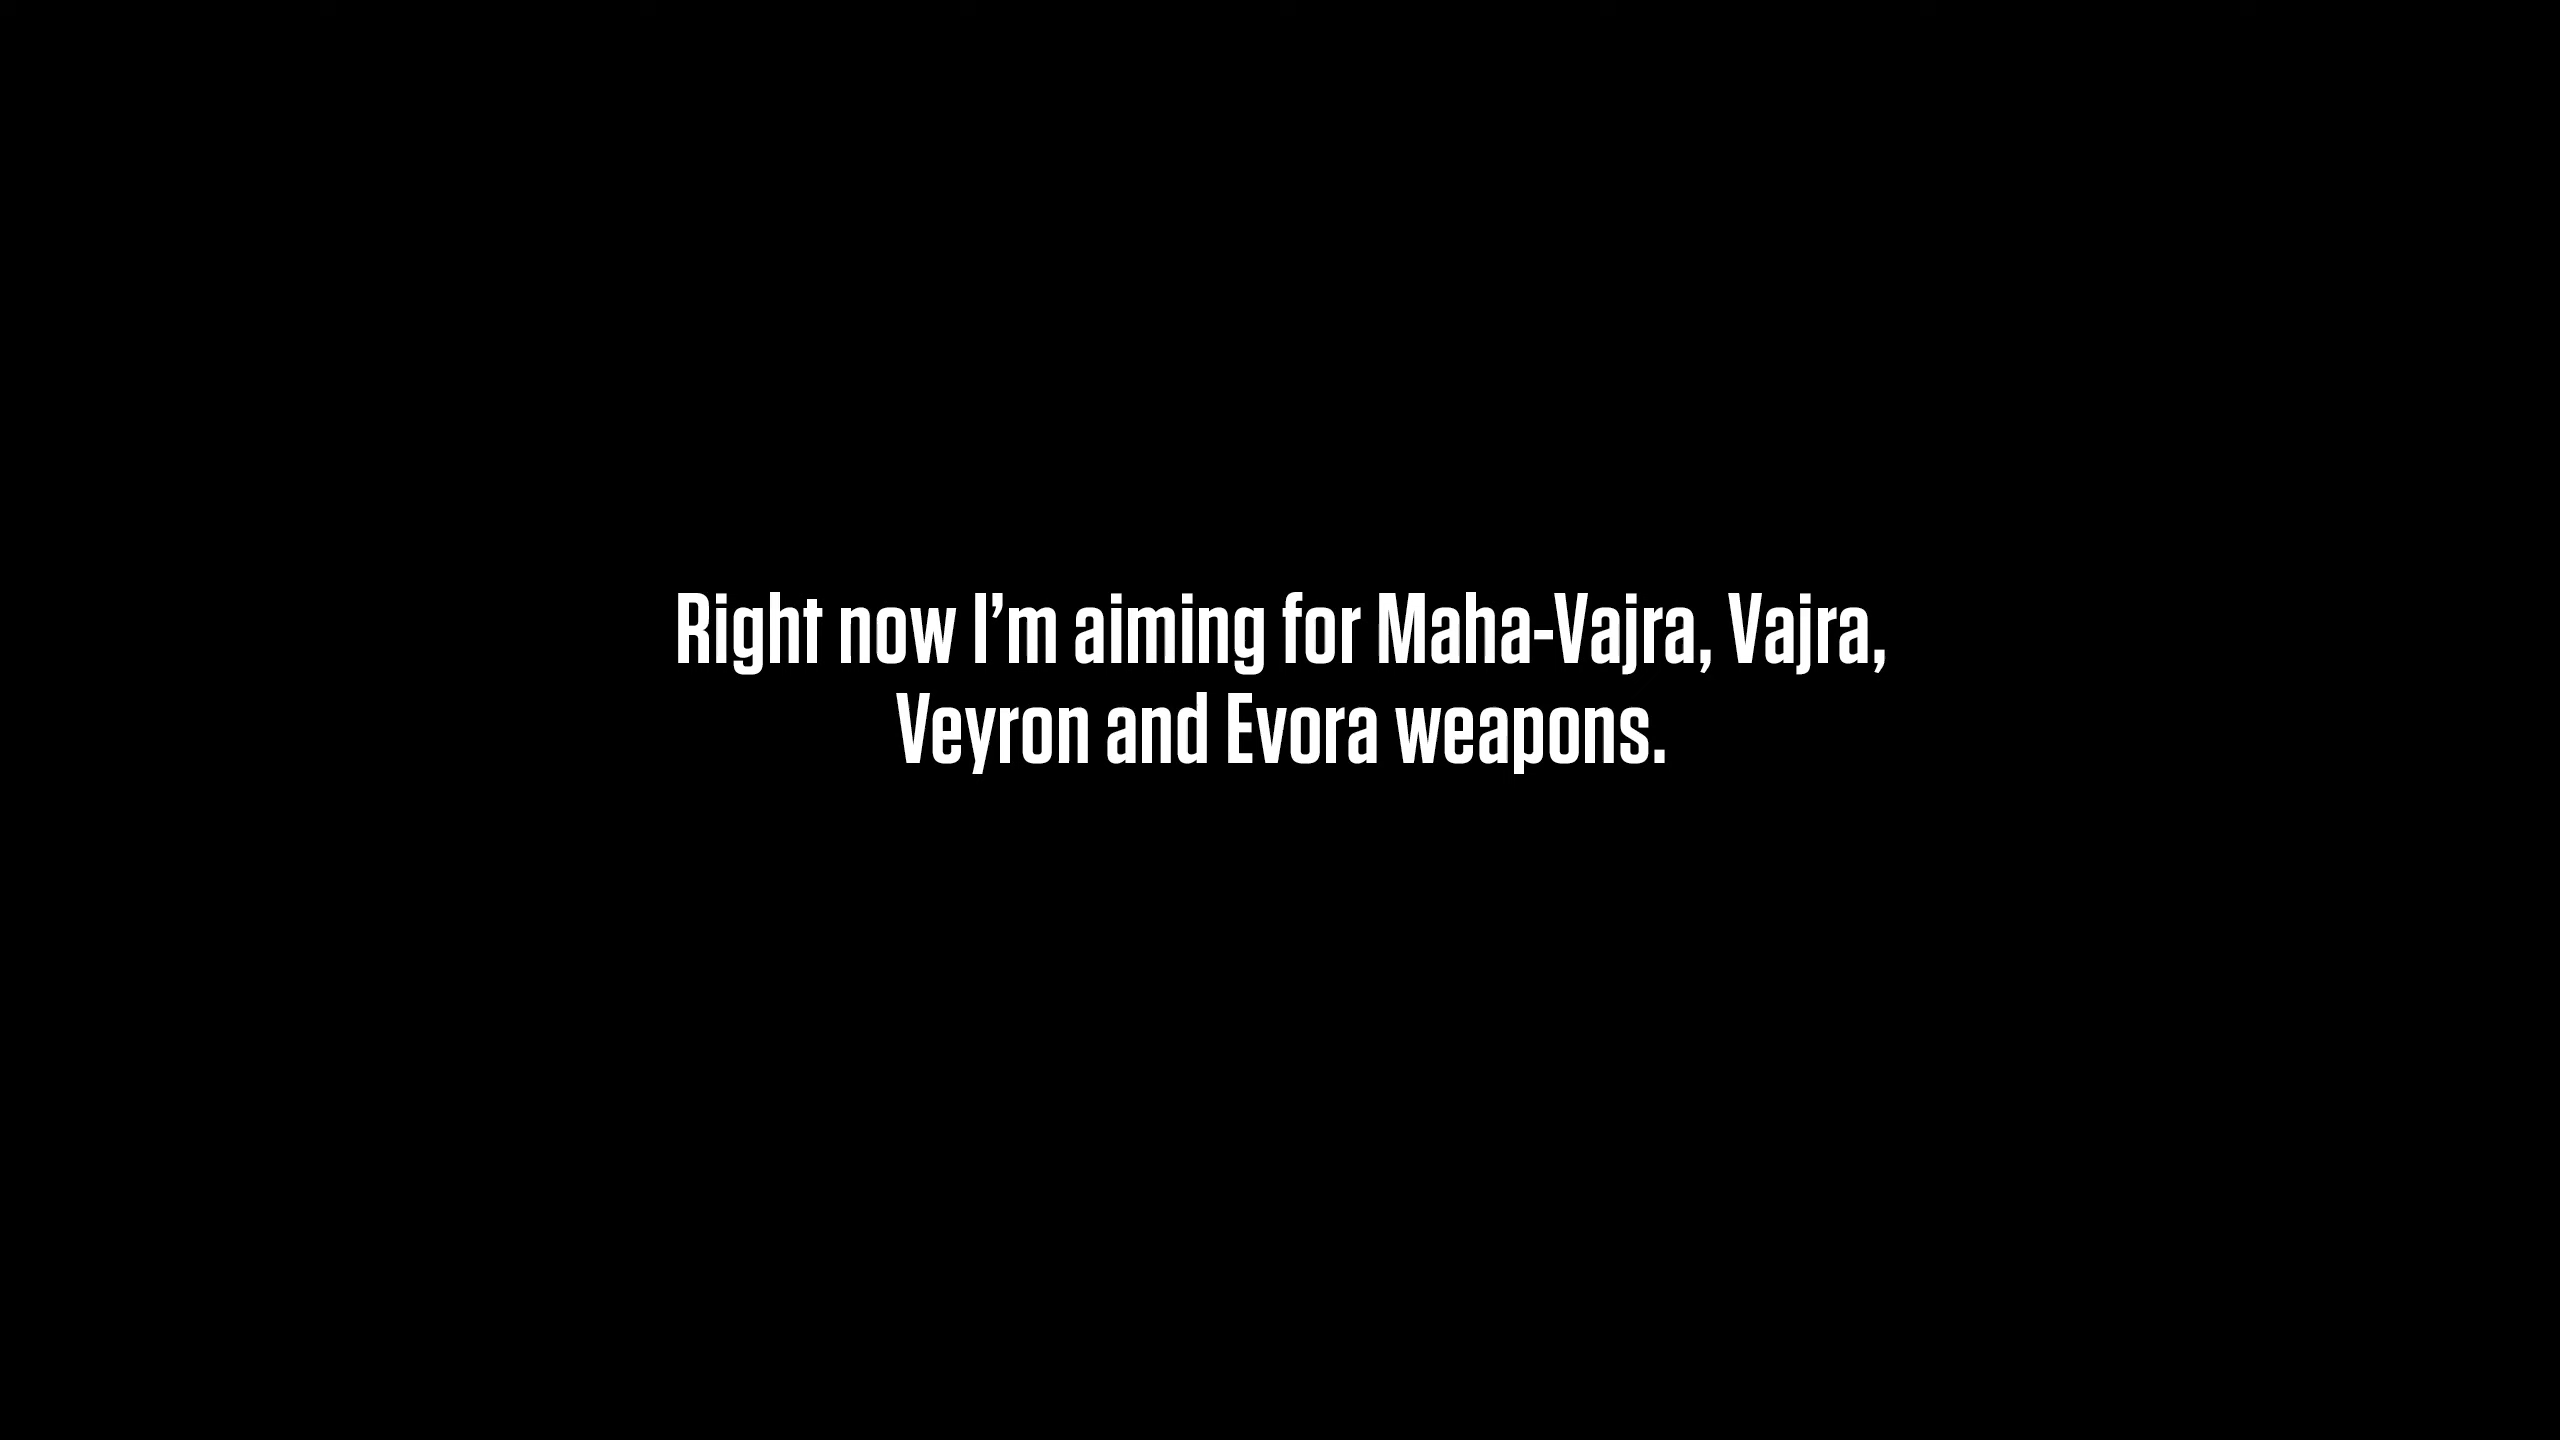 Right now I’m aiming for Maha-Vajra, Vajra,
Veyron and Evora weapons.